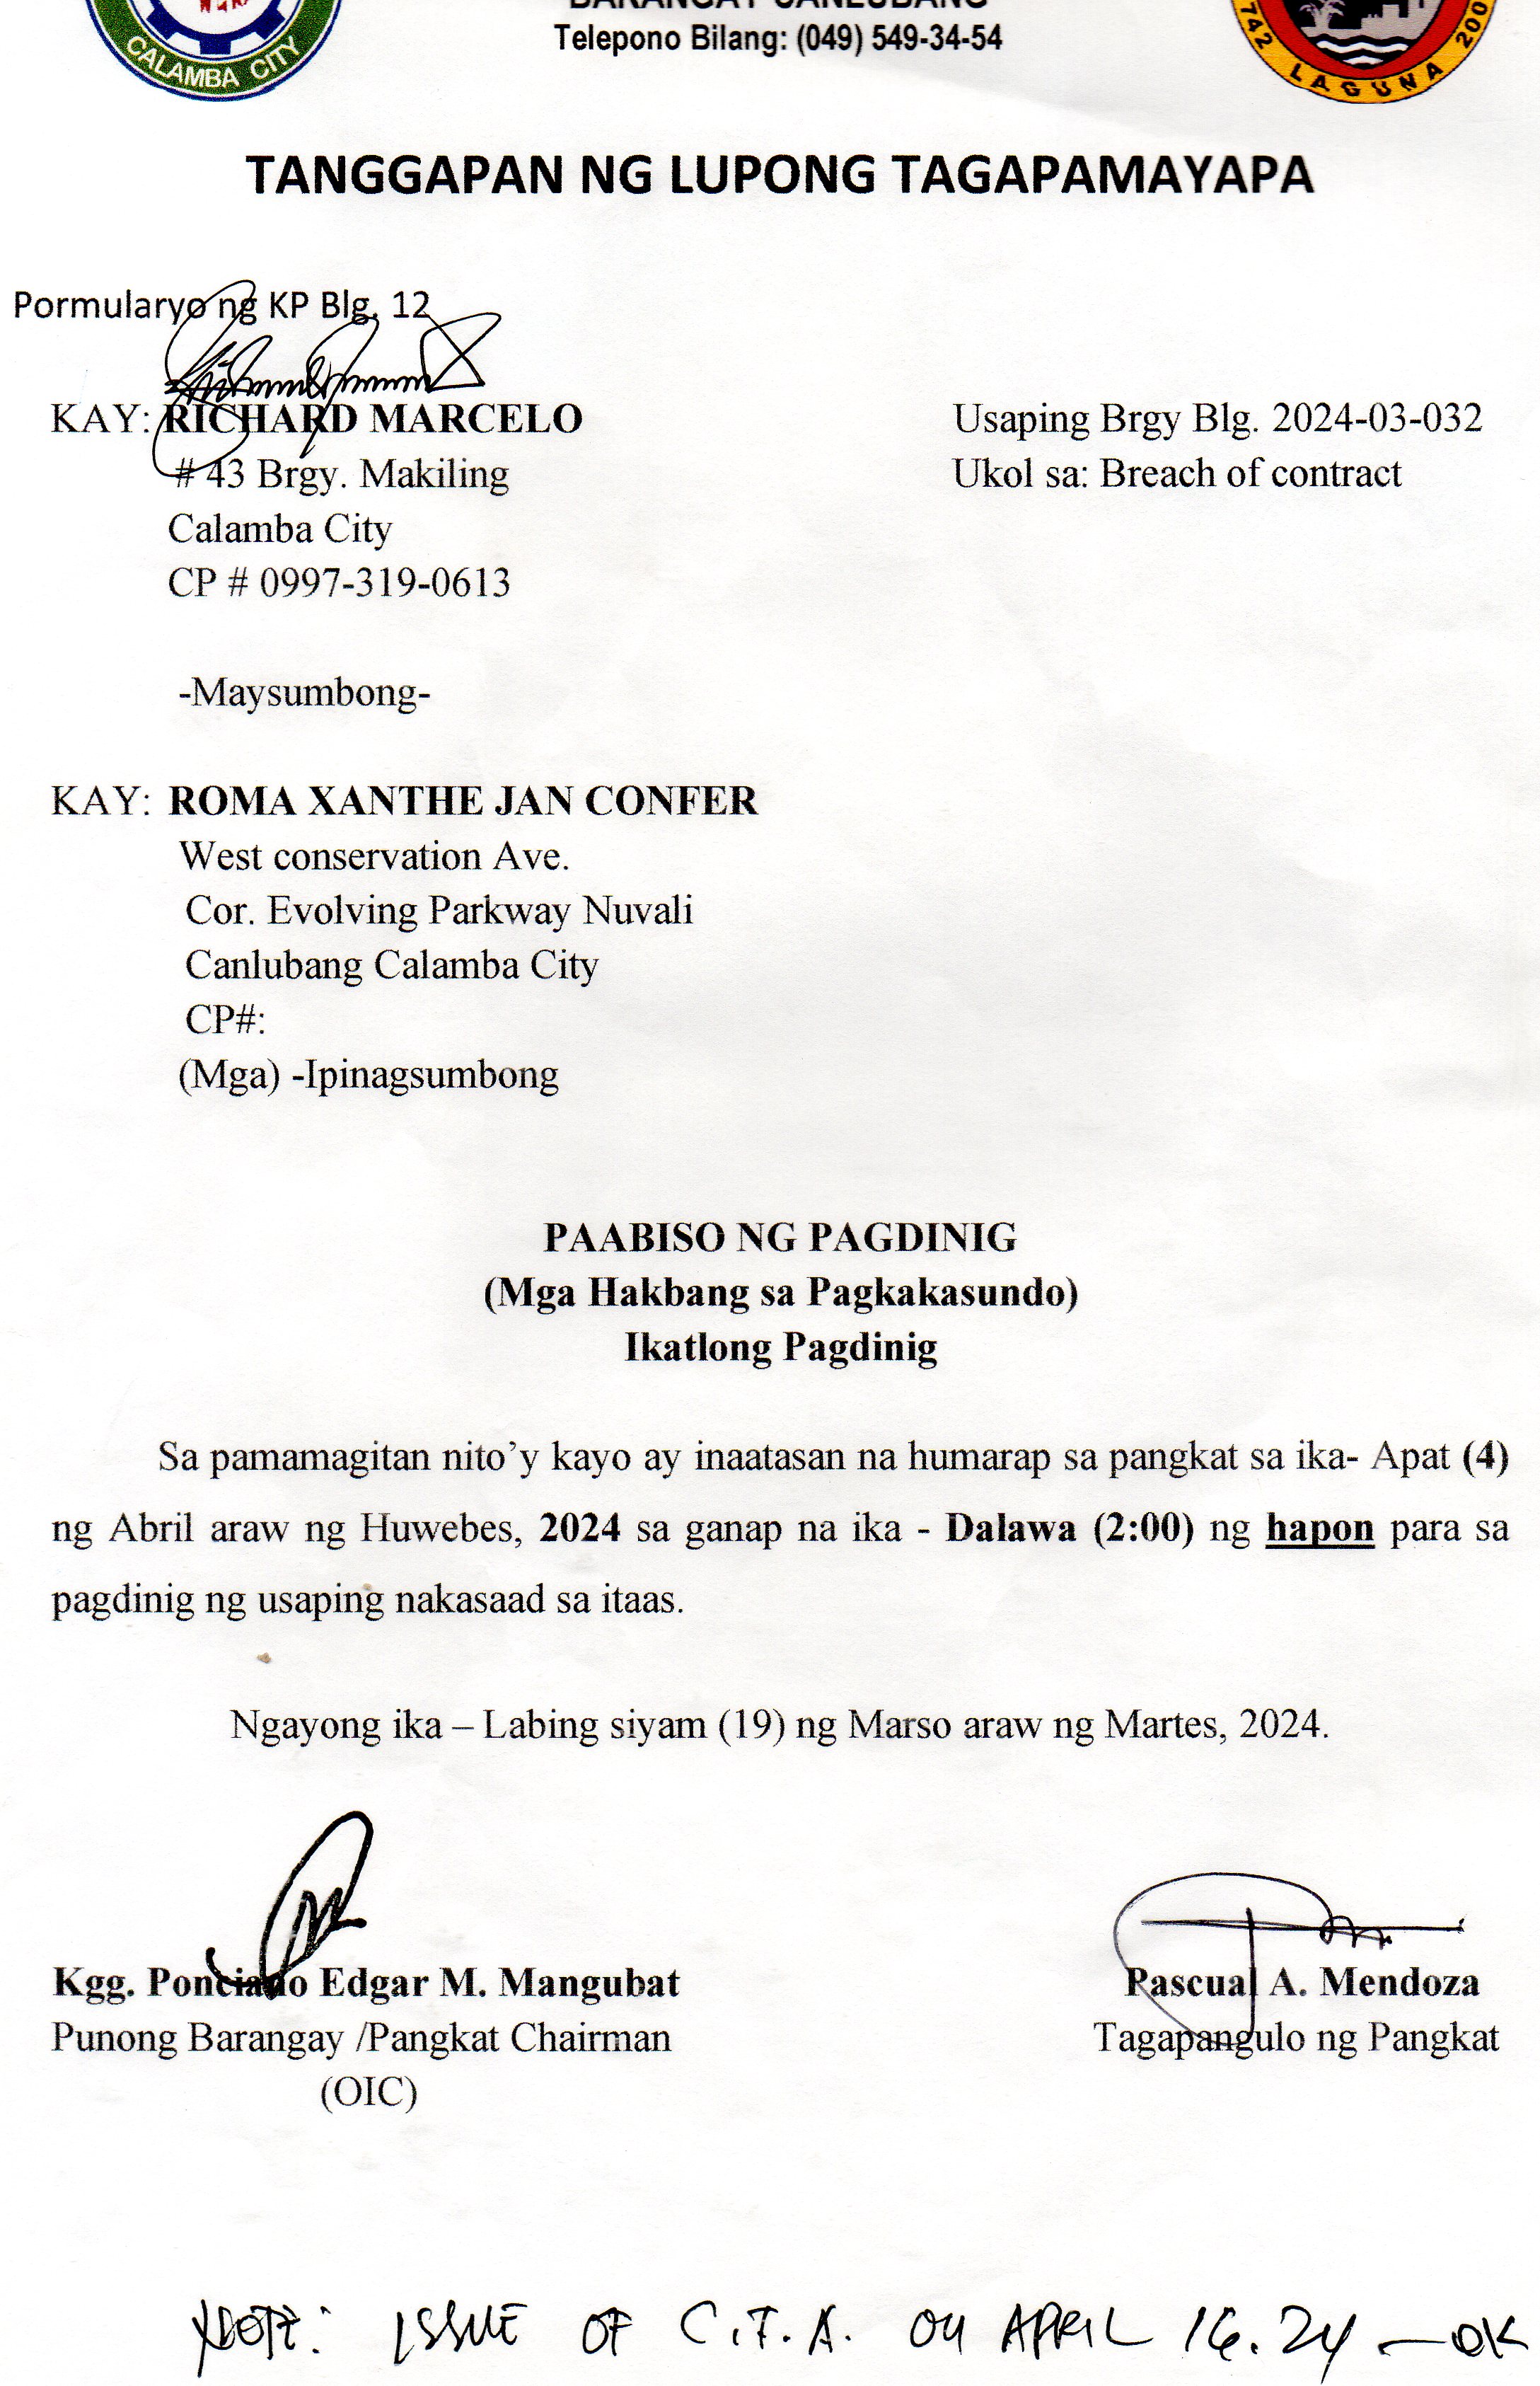 BARANGAY CANLUBANG
Telepono Bilang: (049) 549-34-54
CALAMBA CITY
742 LAGUNA 200
TANGGAPAN NG LUPONG TAGAPAMAYAPA
Pormularyo ng KP Blg. 12
KAY: RICHARD MARCELO
Usaping Brgy Blg. 2024-03-032
# 43 Brgy. Makiling
Ukol sa: Breach of contract
Calamba City
CP # 0997-319-0613
-Maysumbong-
KAY: ROMA XANTHE JAN CONFER
West conservation Ave.
Cor. Evolving Parkway Nuvali
Canlubang Calamba City
CP#:
(Mga) -Ipinagsumbong
PAABISO NG PAGDINIG
(Mga Hakbang sa Pagkakasundo)
Ikatlong Pagdinig
Sa pamamagitan nito’y kayo ay inaatasan na humarap sa pangkat sa ika- Apat (4)
ng Abril araw ng Huwebes, 2024 sa ganap na ika - Dalawa (2:00) ng hapon para sa
pagdinig ng usaping nakasaad sa itaas.
Ngayong ika – Labing siyam (19) ng Marso araw ng Martes, 2024.
Kgg. Ponciano Edgar M. Mangubat
Pascual A. Mendoza
Punong Barangay /Pangkat Chairman
Tagapangulo ng Pangkat
(OIC)
NOTE: ISSUE OF C.F.A. ON APRIL 16. 24 — OK